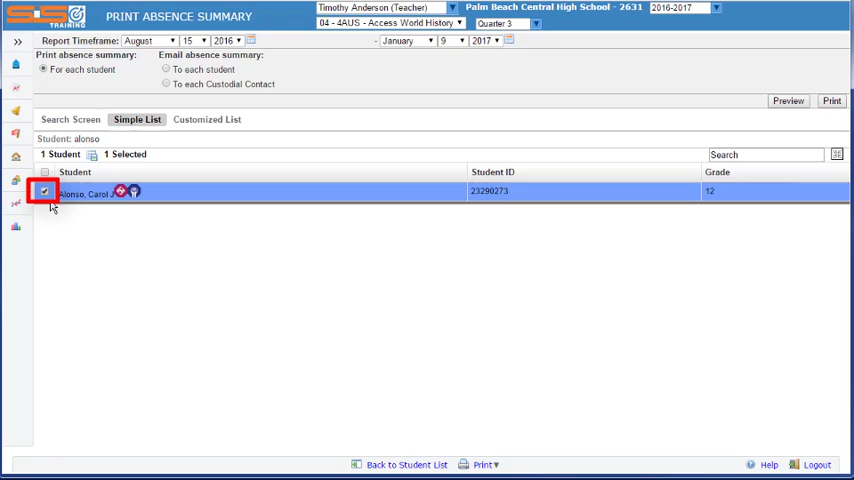 SIS TRAINING
PRINT ABSENCE SUMMARY
Timothy Anderson (Teacher) Palm Beach Central High School - 2631 2016-2017
04 - 4AUS - Access World History Quarter 3
Report Timeframe: August 15 2016 - January 9 2017
Print absence summary: Email absence summary:
For each student To each student
To each Custodial Contact
Preview Print
Search Screen Simple List Customized List
Student: alonso
1 Student 1 Selected Search
Student Student ID Grade
Alonso, Carol J 23290273 12
Back to Student List Print Help Logout